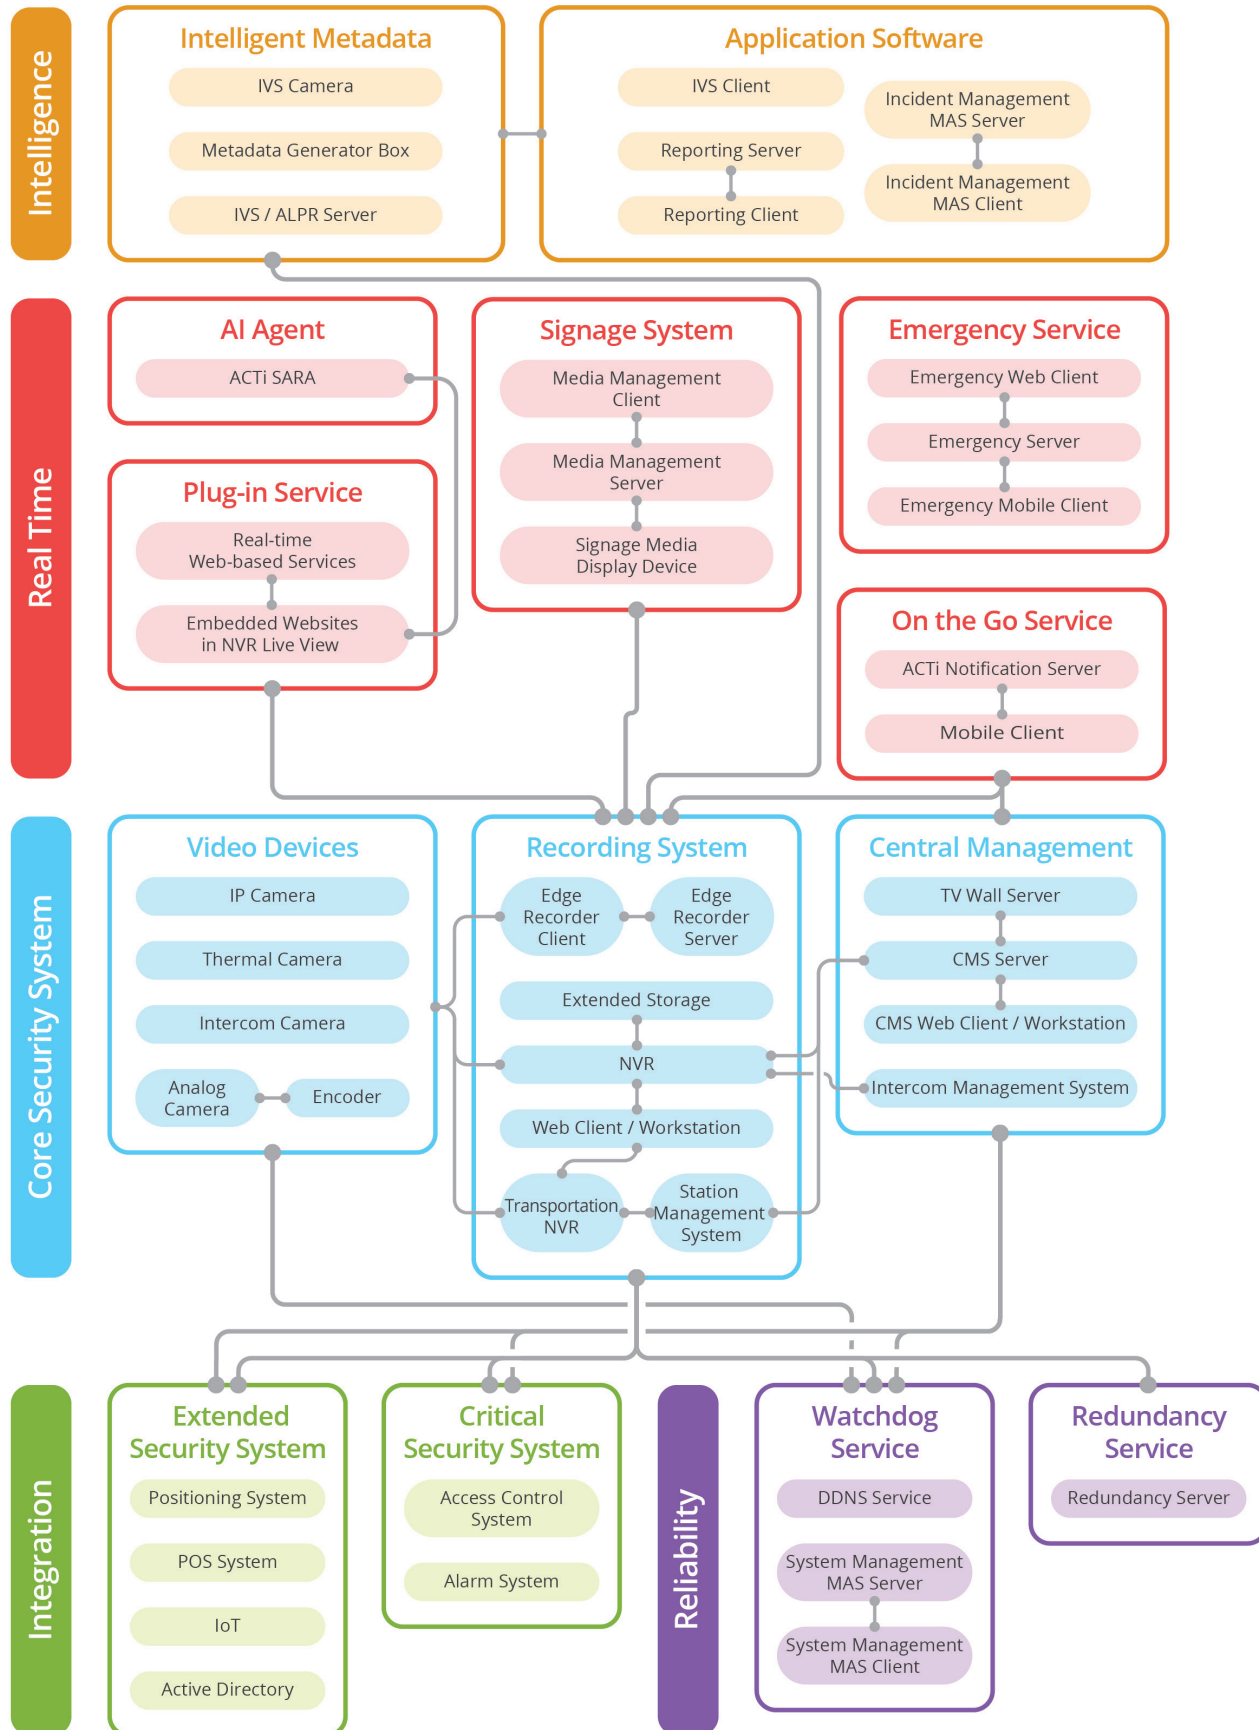 Intelligence
Intelligent Metadata
IVS Camera
Metadata Generator Box
IVS / ALPR Server
Application Software
IVS Client
Reporting Server
Reporting Client
Incident Management
MAS Server
Incident Management
MAS Client
Real Time
AI Agent
ACTi SARA
Plug-in Service
Real-time
Web-based Services
Embedded Websites
in NVR Live View
Signage System
Media Management
Client
Media Management
Server
Signage Media
Display Device
Emergency Service
Emergency Web Client
Emergency Server
Emergency Mobile Client
On the Go Service
ACTi Notification Server
Mobile Client
Core Security System
Video Devices
IP Camera
Thermal Camera
Intercom Camera
Analog
Camera
Encoder
Recording System
Edge
Recorder
Client
Edge
Recorder
Server
Extended Storage
NVR
Web Client / Workstation
Transportation
NVR
Station
Management
System
Central Management
TV Wall Server
CMS Server
CMS Web Client / Workstation
Intercom Management System
Integration
Extended
Security System
Positioning System
POS System
IoT
Active Directory
Critical
Security System
Access Control
System
Alarm System
Reliability
Watchdog
Service
DDNS Service
System Management
MAS Server
System Management
MAS Client
Redundancy
Service
Redundancy Server